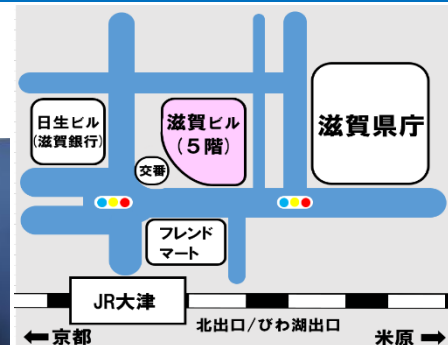 日生ビル
(滋賀銀行)
滋賀ビル
(5階)
滋賀県庁
交番
フレンド
マート
JR大津
北出口/びわ湖出口
←京都
米原→